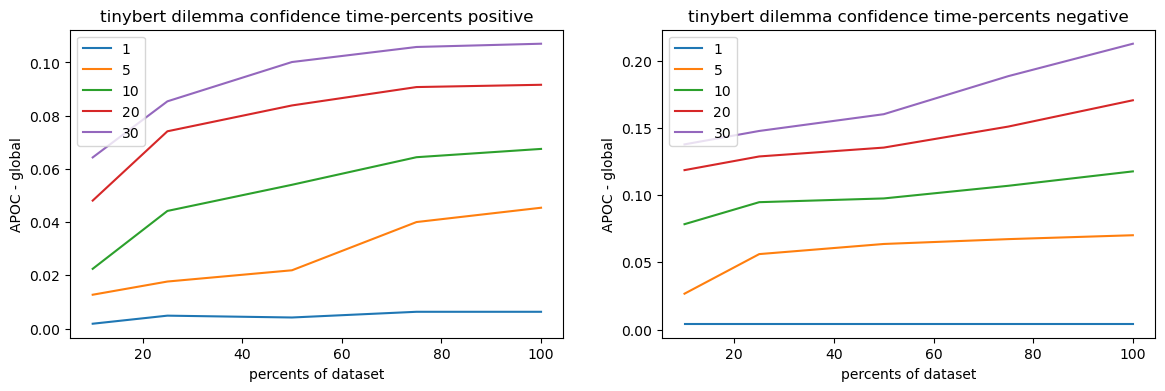 tinybert dilemma confidence time-percents positive
APOC - global
0.10
0.08
0.06
0.04
0.02
0.00
1
5
10
20
30
20 40 60 80 100
percents of dataset
tinybert dilemma confidence time-percents negative
APOC - global
0.20
0.15
0.10
0.05
0.00
1
5
10
20
30
20 40 60 80 100
percents of dataset